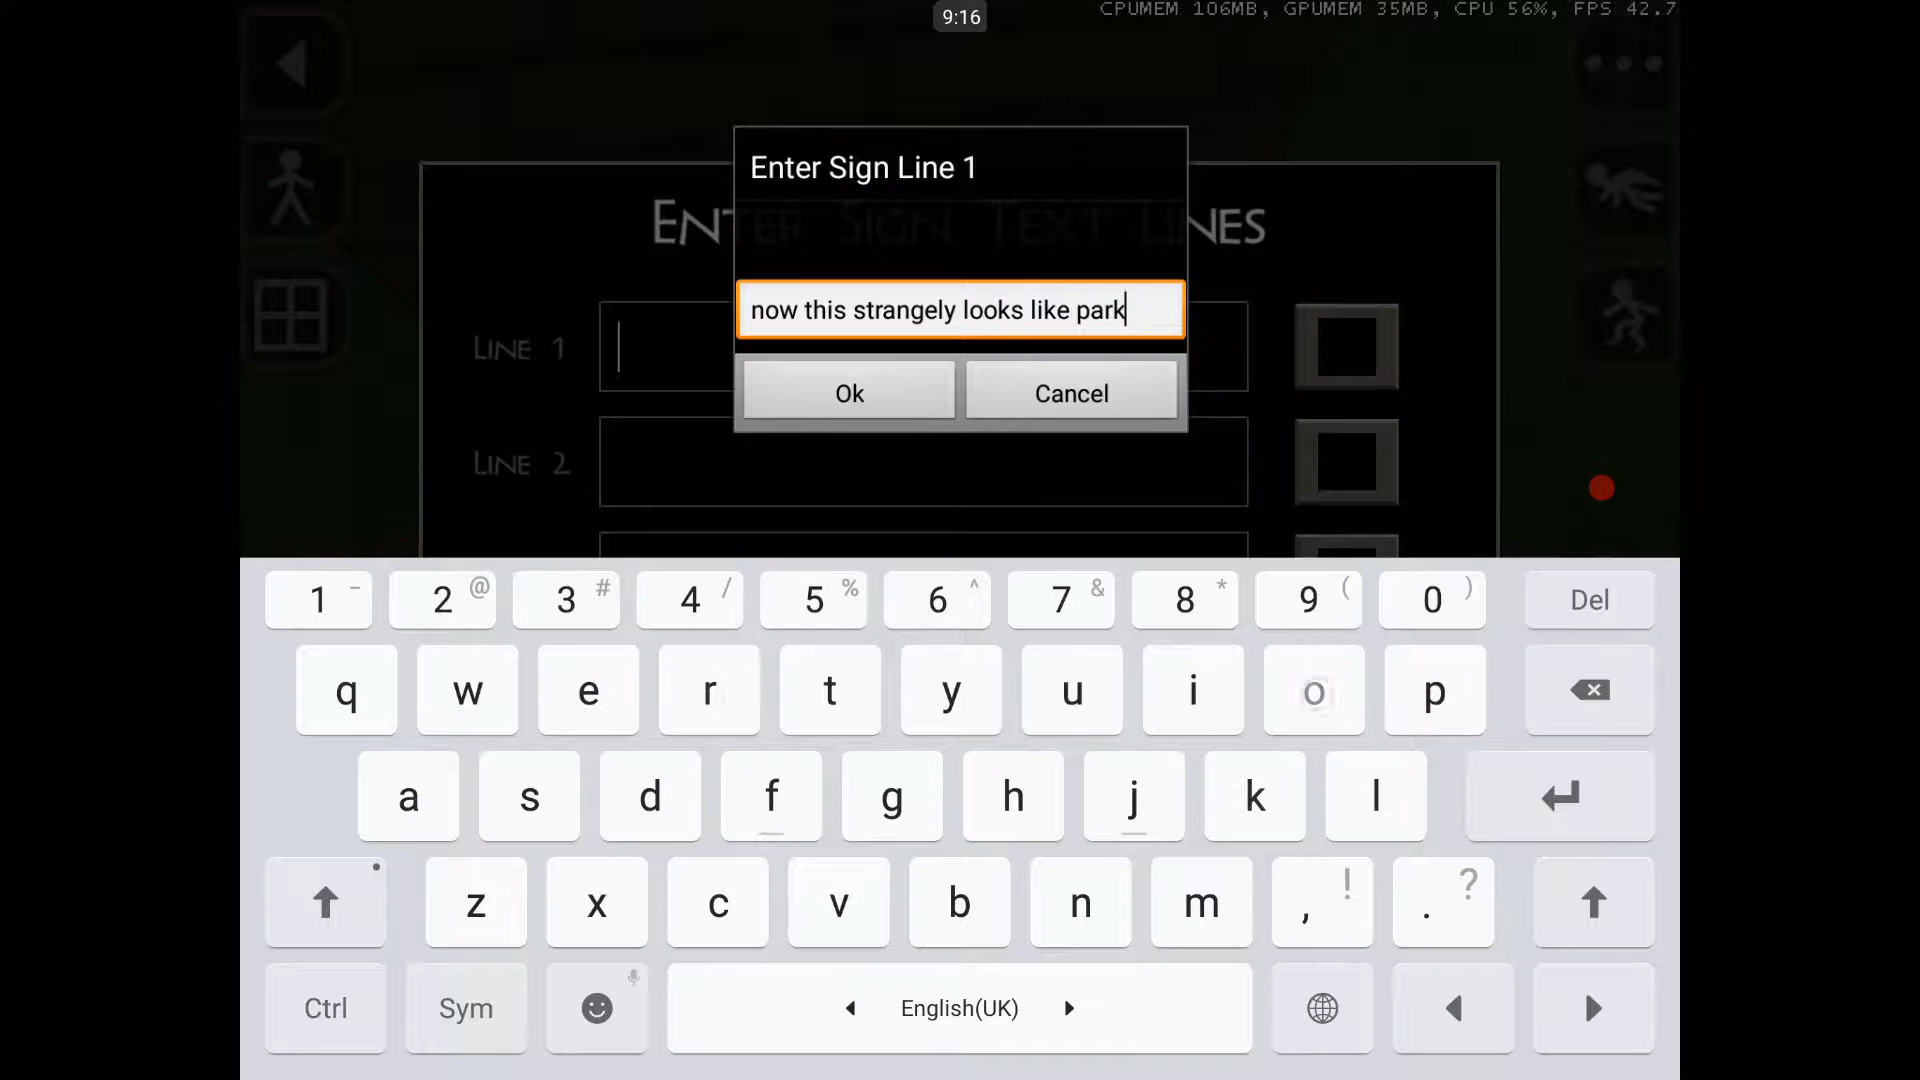 9:16
CPUMEM 106MB, GPUMEM 35MB, CPU 56%, FPS 42.7
Enter Sign Line 1
ENTER SIGN TEXT LINES
now this strangely looks like park
LINE 1
Ok Cancel
LINE 2
1 - 2 @ 3 # 4 / 5 % 6 ^ 7 & 8 * 9 ( 0 ) Del
q w e r t y u i o p
a s d f g h j k l
z x c v b n m , ! . ?
Ctrl Sym English(UK)